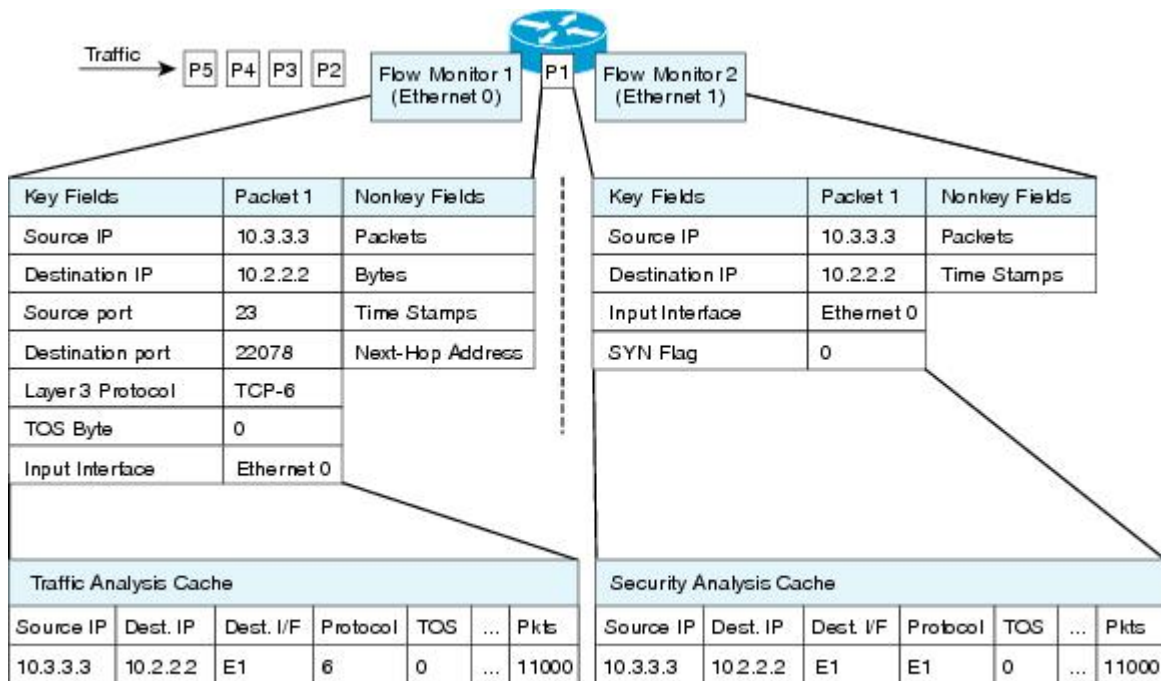 Traffic
P5 P4 P3 P2
Flow Monitor 1
(Ethernet 0)
P1
Flow Monitor 2
(Ethernet 1)
Key Fields Packet 1 Nonkey Fields
Source IP 10.3.3.3 Packets
Destination IP 10.2.2.2 Bytes
Source port 23 Time Stamps
Destination port 22078 Next-Hop Address
Layer 3 Protocol TCP-6
TOS Byte 0
Input Interface Ethernet 0
Key Fields Packet 1 Nonkey Fields
Source IP 10.3.3.3 Packets
Destination IP 10.2.2.2 Time Stamps
Input Interface Ethernet 0
SYN Flag 0
Traffic Analysis Cache
Source IP Dest. IP Dest. I/F Protocol TOS ... Pkts
10.3.3.3 10.2.2.2 E1 6 0 ... 11000
Security Analysis Cache
Source IP Dest. IP Dest. I/F Protocol TOS ... Pkts
10.3.3.3 10.2.2.2 E1 E1 0 ... 11000